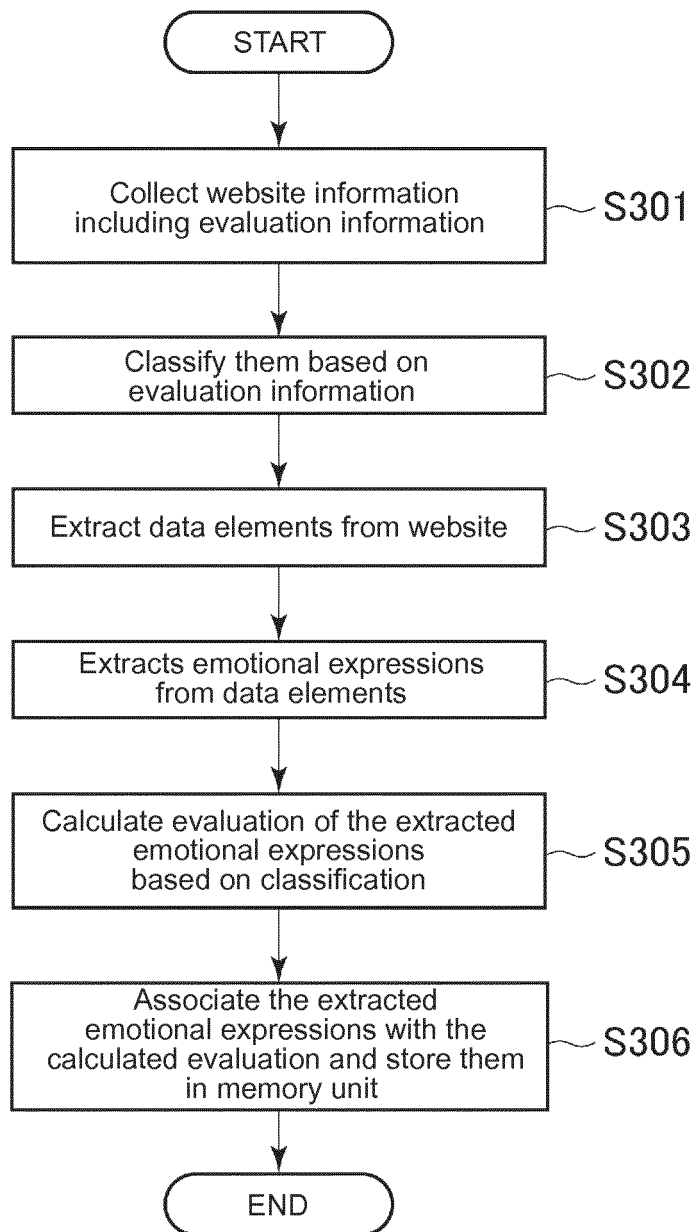 START
Collect website information
including evaluation information
S301
Classify them based on
evaluation information
S302
Extract data elements from website
S303
Extracts emotional expressions
from data elements
S304
Calculate evaluation of the extracted
emotional expressions
based on classification
S305
Associate the extracted
emotional expressions with the
calculated evaluation and store them
in memory unit
S306
END